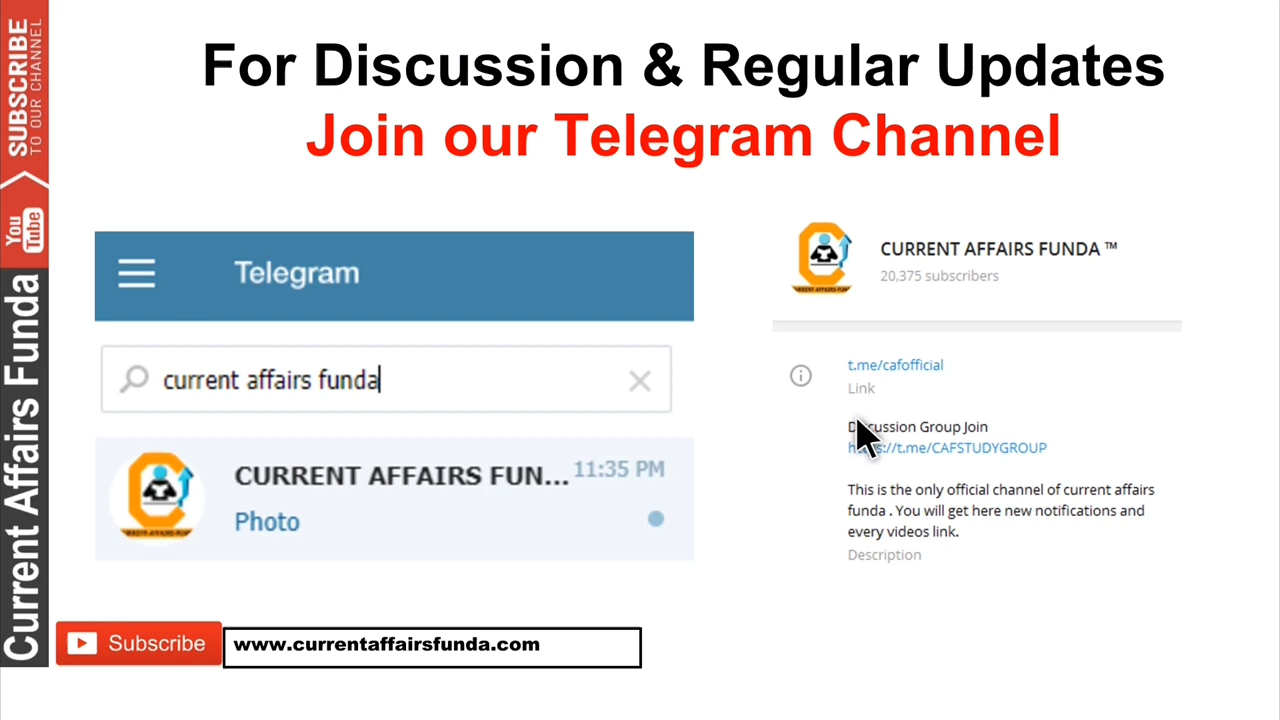 For Discussion & Regular Updates
Join our Telegram Channel
SUBSCRIBE
TO OUR CHANNEL
You
Tube
Current Affairs Funda
Telegram
current affairs funda
CURRENT AFFAIRS FUN...
11:35 PM
Photo
CURRENT AFFAIRS FUNDA ™
20,375 subscribers
t.me/cafofficial
Link
Discussion Group Join
https://t.me/CAFSTUDYGROUP
This is the only official channel of current affairs
funda . You will get here new notifications and
every videos link.
Description
Subscribe
www.currentaffairsfunda.com